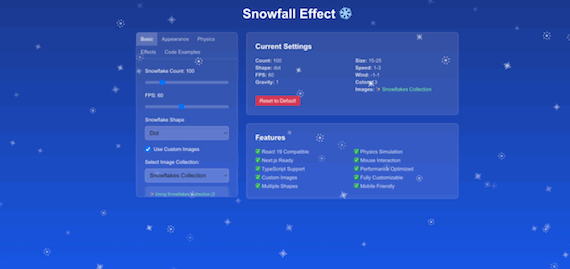 Snowfall Effect
Basic Appearance Physics
Effects Code Examples
Snowflake Count: 100
FPS: 60
Snowflake Shape
Dot
Use Custom Images
Select Image Collection:
Snowflakes Collection
Using Snowflakes Collection
Current Settings
Count: 100
Shape: dot
FPS: 60
Gravity: 1
Size: 15-25
Speed: 1-3
Wind: -1-1
Colors: 3
Images: Snowflakes Collection
Reset to Default
Features
React 19 Compatible
Next.js Ready
TypeScript Support
Custom Images
Multiple Shapes
Physics Simulation
Mouse Interaction
Performance Optimized
Fully Customizable
Mobile Friendly